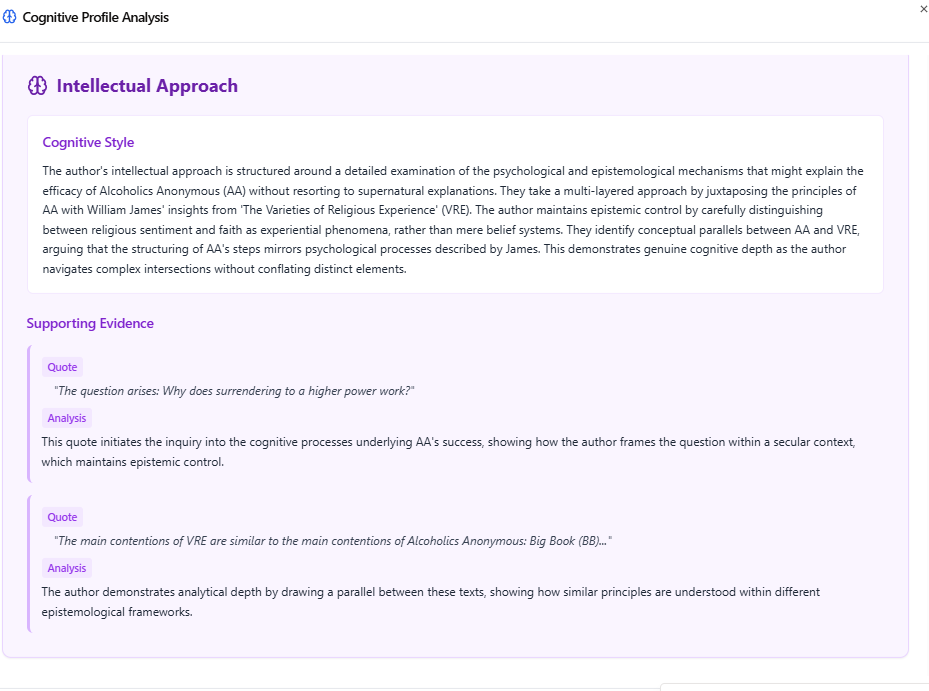 Cognitive Profile Analysis
Intellectual Approach
Cognitive Style
The author's intellectual approach is structured around a detailed examination of the psychological and epistemological mechanisms that might explain the
efficacy of Alcoholics Anonymous (AA) without resorting to supernatural explanations. They take a multi-layered approach by juxtaposing the principles of
AA with William James' insights from 'The Varieties of Religious Experience' (VRE). The author maintains epistemic control by carefully distinguishing
between religious sentiment and faith as experiential phenomena, rather than mere belief systems. They identify conceptual parallels between AA and VRE,
arguing that the structuring of AA's steps mirrors psychological processes described by James. This demonstrates genuine cognitive depth as the author
navigates complex intersections without conflating distinct elements.
Supporting Evidence
Quote
"The question arises: Why does surrendering to a higher power work?"
Analysis
This quote initiates the inquiry into the cognitive processes underlying AA's success, showing how the author frames the question within a secular context,
which maintains epistemic control.
Quote
"The main contentions of VRE are similar to the main contentions of Alcoholics Anonymous: Big Book (BB)..."
Analysis
The author demonstrates analytical depth by drawing a parallel between these texts, showing how similar principles are understood within different
epistemological frameworks.